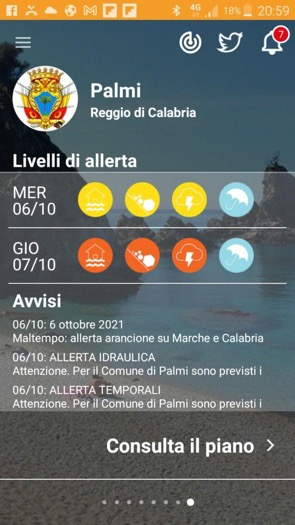 4G
18%
20:59
7
Palmi
Reggio di Calabria
Livelli di allerta
MER
06/10
GIO
07/10
Avvisi
06/10: 6 ottobre 2021
Maltempo: allerta arancione su Marche e Calabria
06/10: ALLERTA IDRAULICA
Attenzione. Per il Comune di Palmi sono previsti i
06/10: ALLERTA TEMPORALI
Attenzione. Per il Comune di Palmi sono previsti i
Consulta il piano